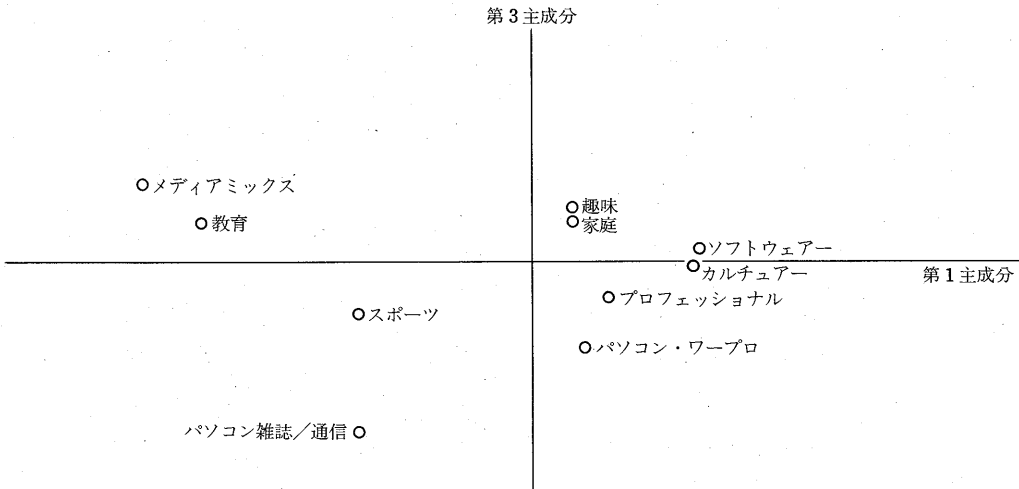 第3主成分
メディアミックス
教育
趣味
家庭
ソフトウェアー
カルチュアー
第1主成分
プロフェッショナル
スポーツ
パソコン・ワープロ
パソコン雑誌/通信